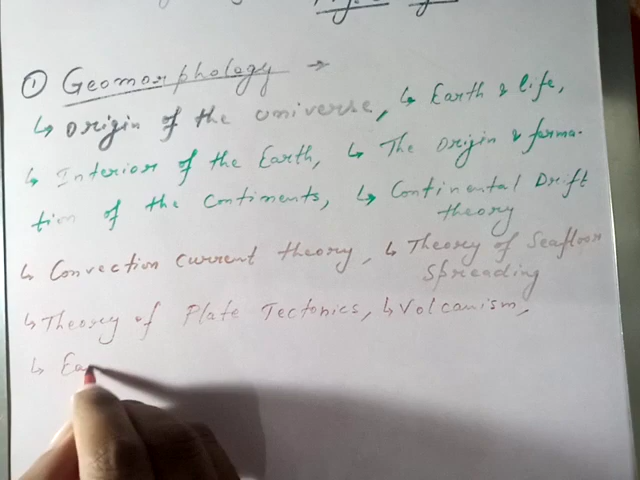 ① Geomorphology →
↳ Origin of the universe, ↳ Earth & life,
↳ Interior of the Earth, ↳ The Origin & forma-
tion of the Continents, ↳ Continental Drift
theory
↳ Convection current theory, ↳ Theory of Seafloor
Spreading
↳ Theory of Plate Tectonics, ↳ Volcanism,
↳ Ea